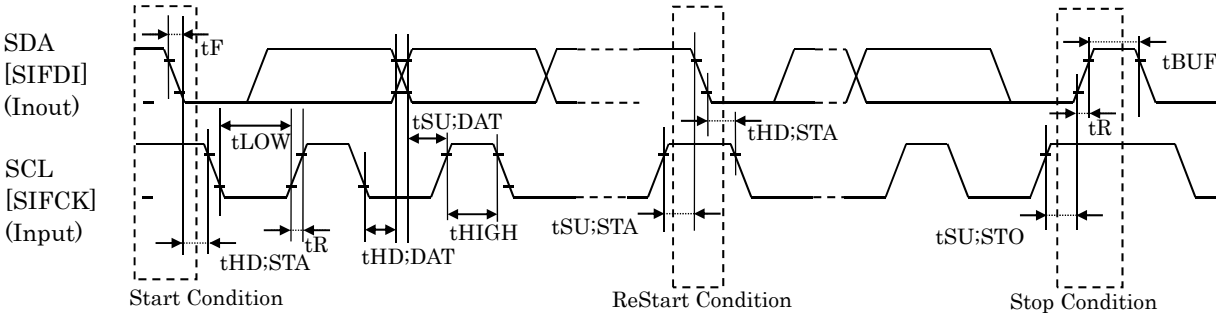 SDA
[SIFDI]
(Inout)
tF
tBUF
tLOW
tSU;DAT
tHD;STA
tR
SCL
[SIFCK]
(Input)
tHD;STA
tR
tHD;DAT
tHIGH
tSU;STA
tSU;STO
Start Condition
ReStart Condition
Stop Condition